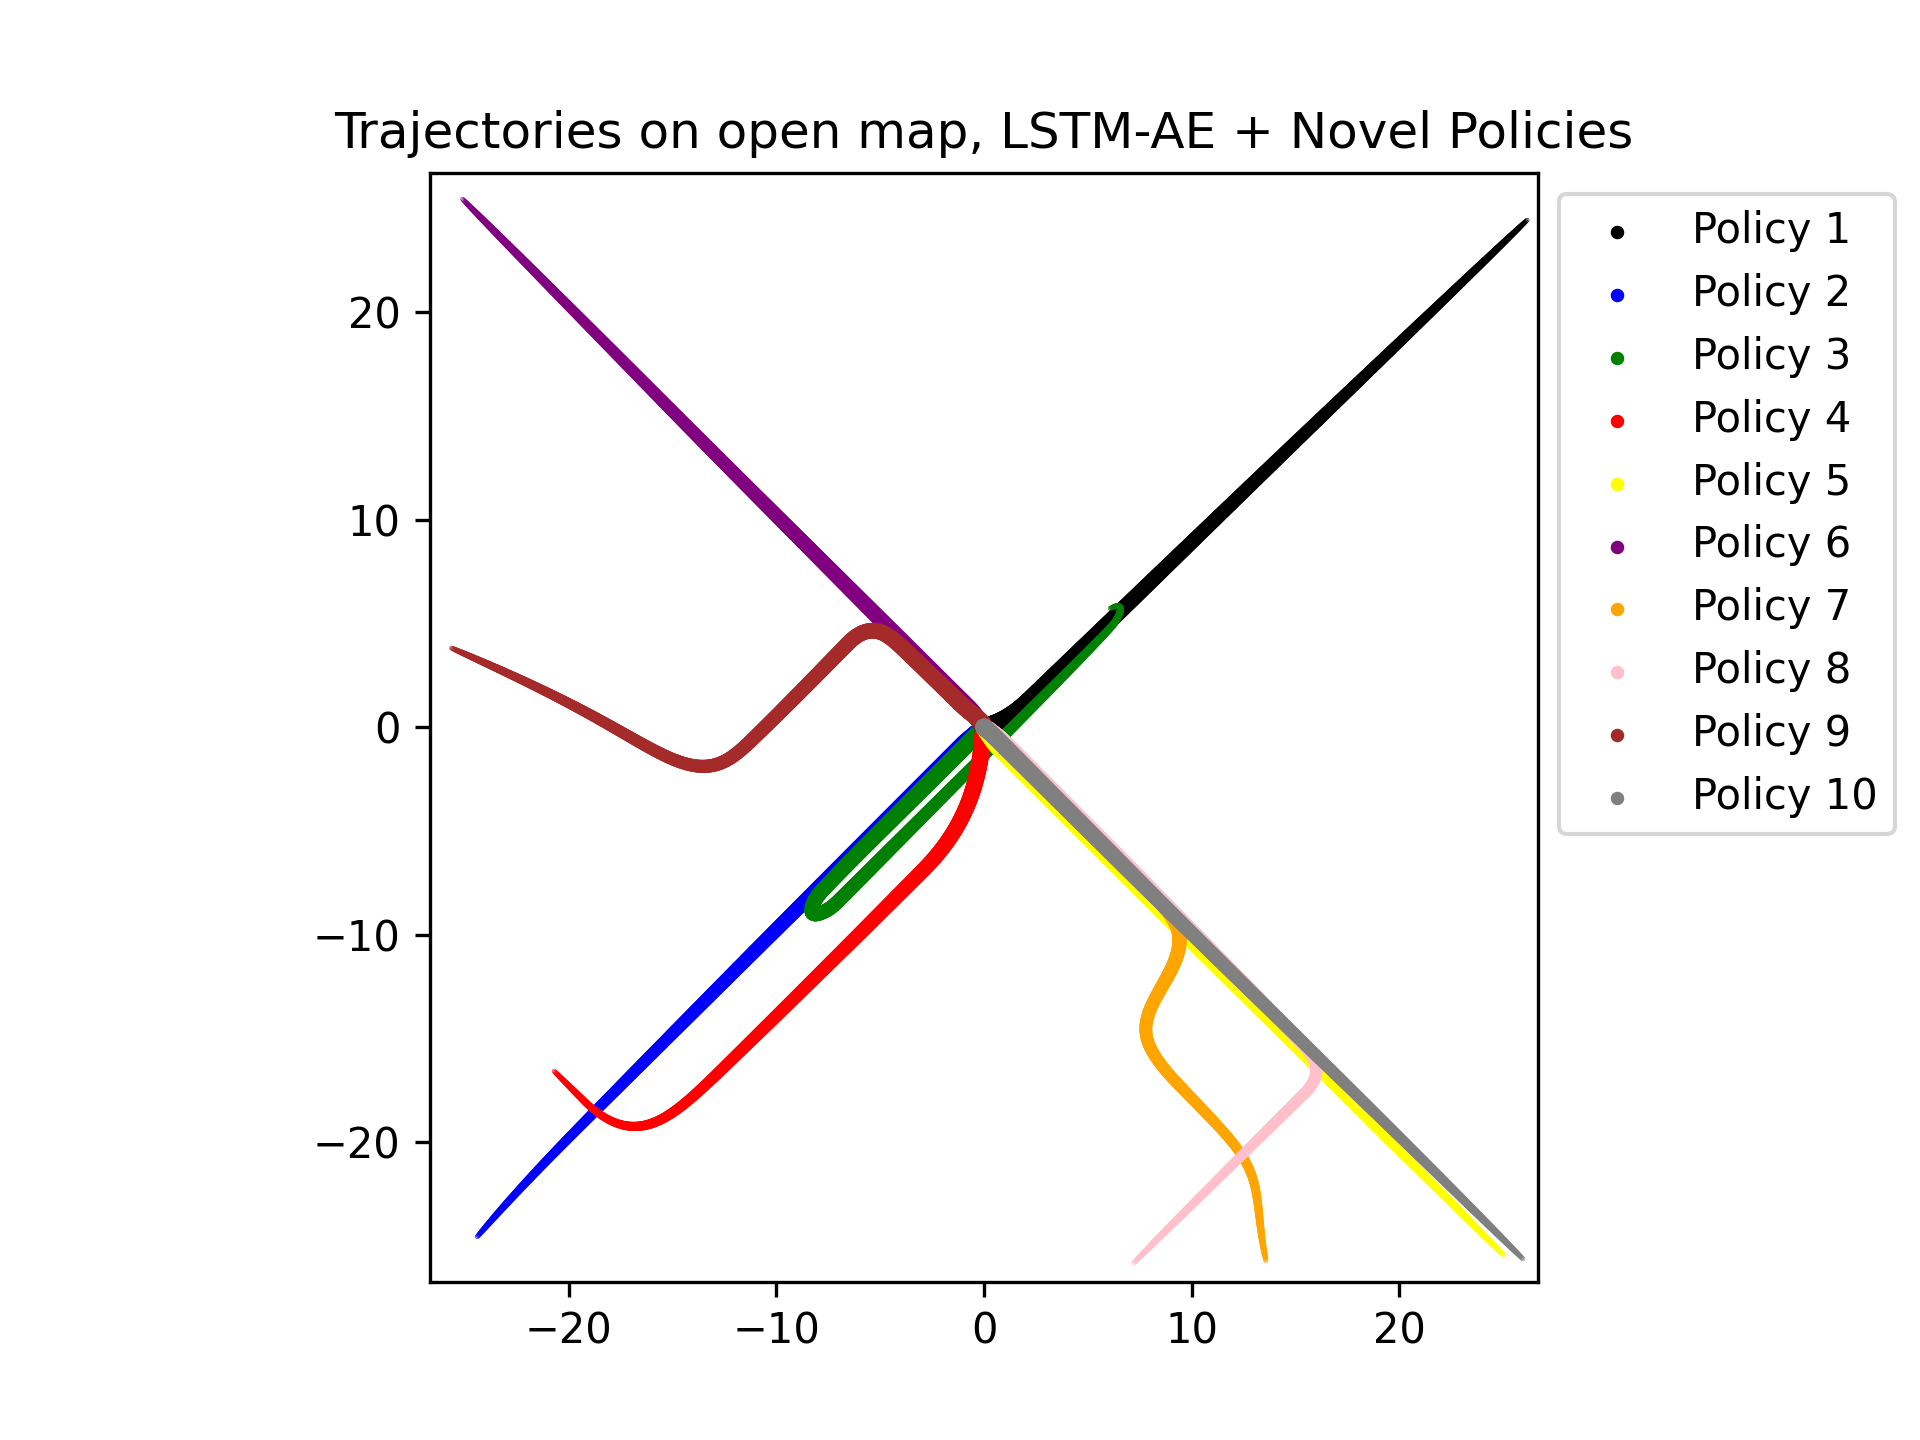 Trajectories on open map, LSTM-AE + Novel Policies
20
10
0
−10
−20
−20
−10
0
10
20
Policy 1
Policy 2
Policy 3
Policy 4
Policy 5
Policy 6
Policy 7
Policy 8
Policy 9
Policy 10